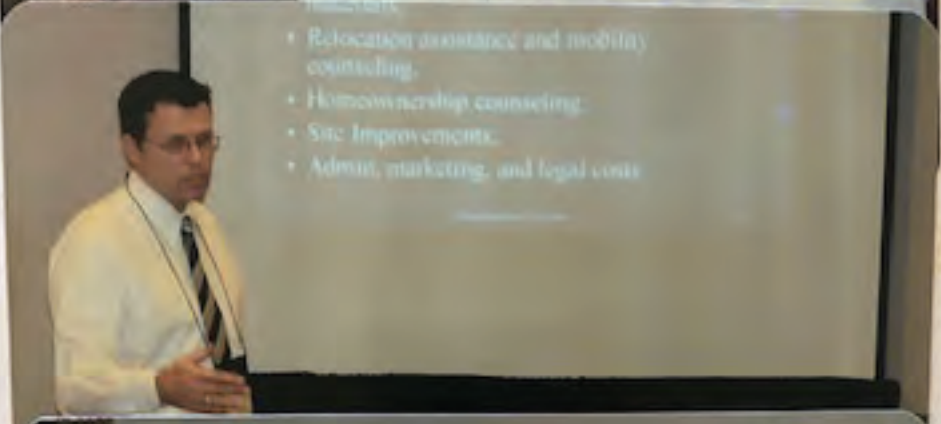 • Relocation assistance and mobility
counseling.
• Homeownership counseling.
• Site Improvements.
• Admin, marketing, and legal costs